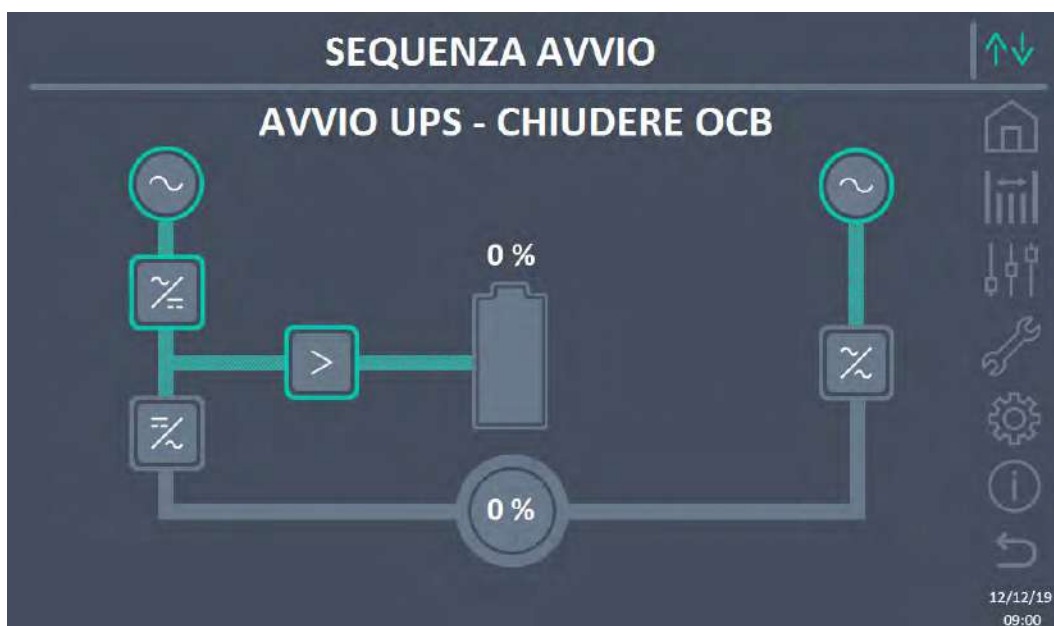 SEQUENZA AVVIO
AVVIO UPS - CHIUDERE OCB
0 %
0 %
12/12/19
09:00